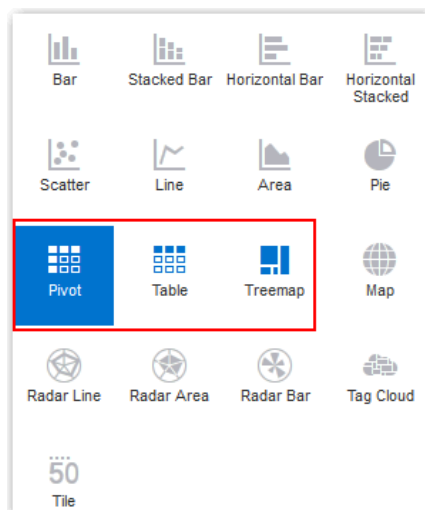 Bar
Stacked Bar
Horizontal Bar
Horizontal
Stacked
Scatter
Line
Area
Pie
Pivot
Table
Treemap
Map
Radar Line
Radar Area
Radar Bar
Tag Cloud
50
Tile